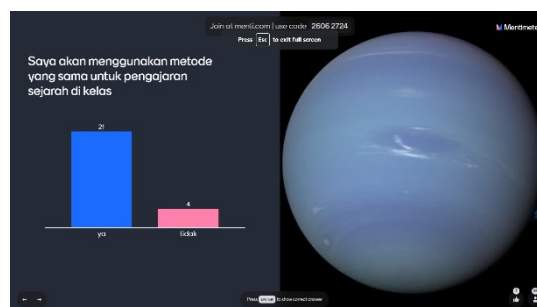 Join at menti.com | use code 2606 2724
Mentimeter
Press Esc to exit full screen
Saya akan menggunakan metode
yang sama untuk pengajaran
sejarah di kelas
21
4
ya
tidak
Press to show correct answer